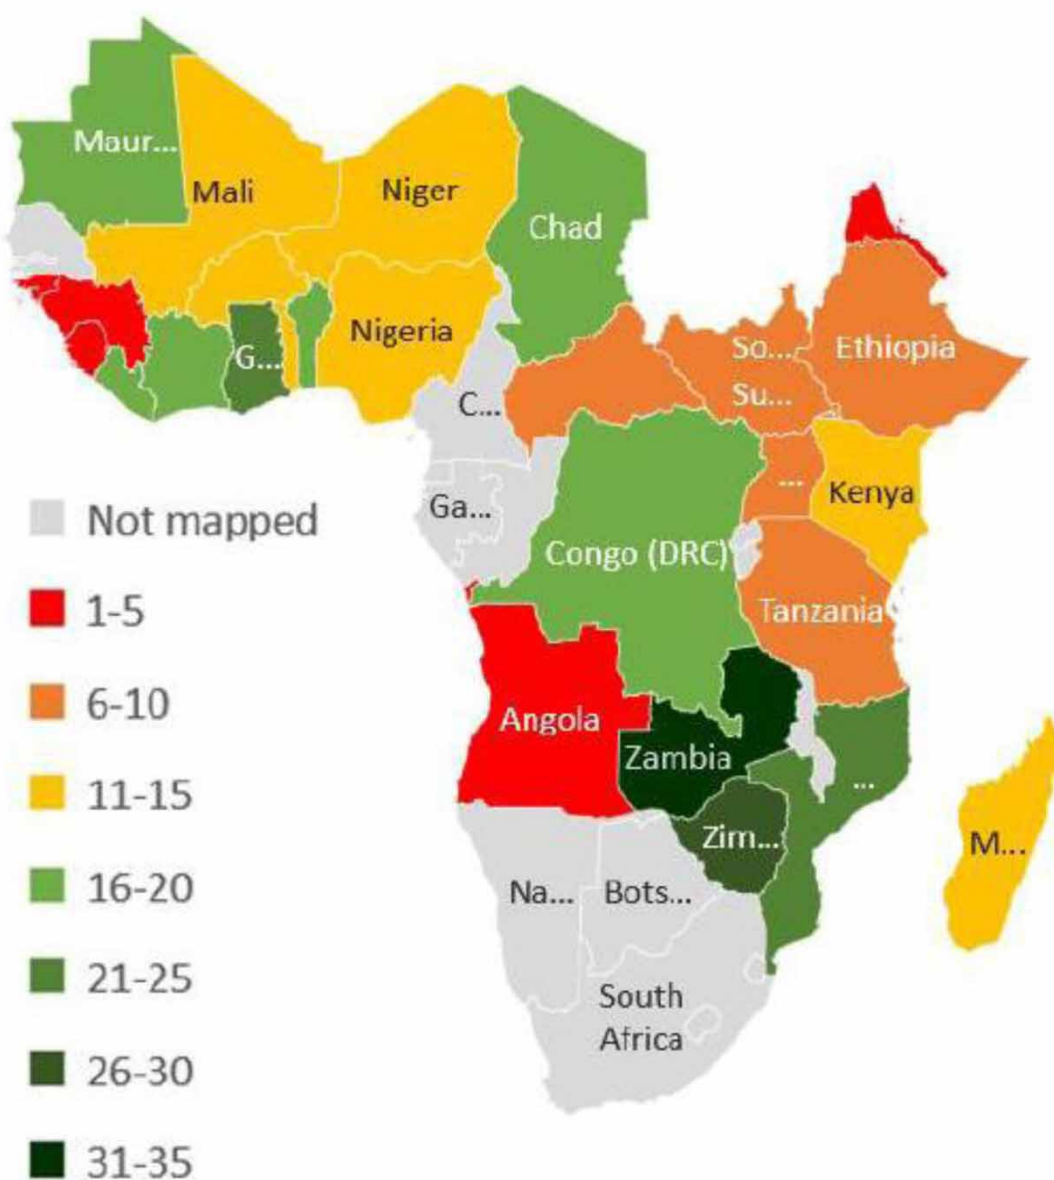 Maur...
Mali
Niger
Chad
Nigeria
G...
So...
Su...
Ethiopia
C...
...
Kenya
Ga...
Congo (DRC)
Tanzania
Angola
Zambia
...
Zim...
M...
Na...
Bots...
South
Africa
Not mapped
1-5
6-10
11-15
16-20
21-25
26-30
31-35